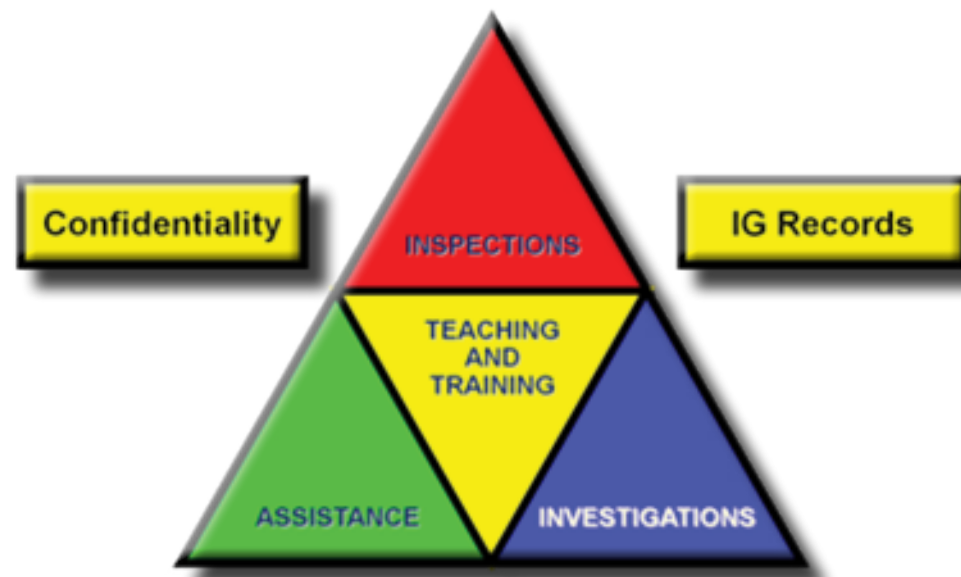 Confidentiality
IG Records
INSPECTIONS
TEACHING
AND
TRAINING
ASSISTANCE
INVESTIGATIONS